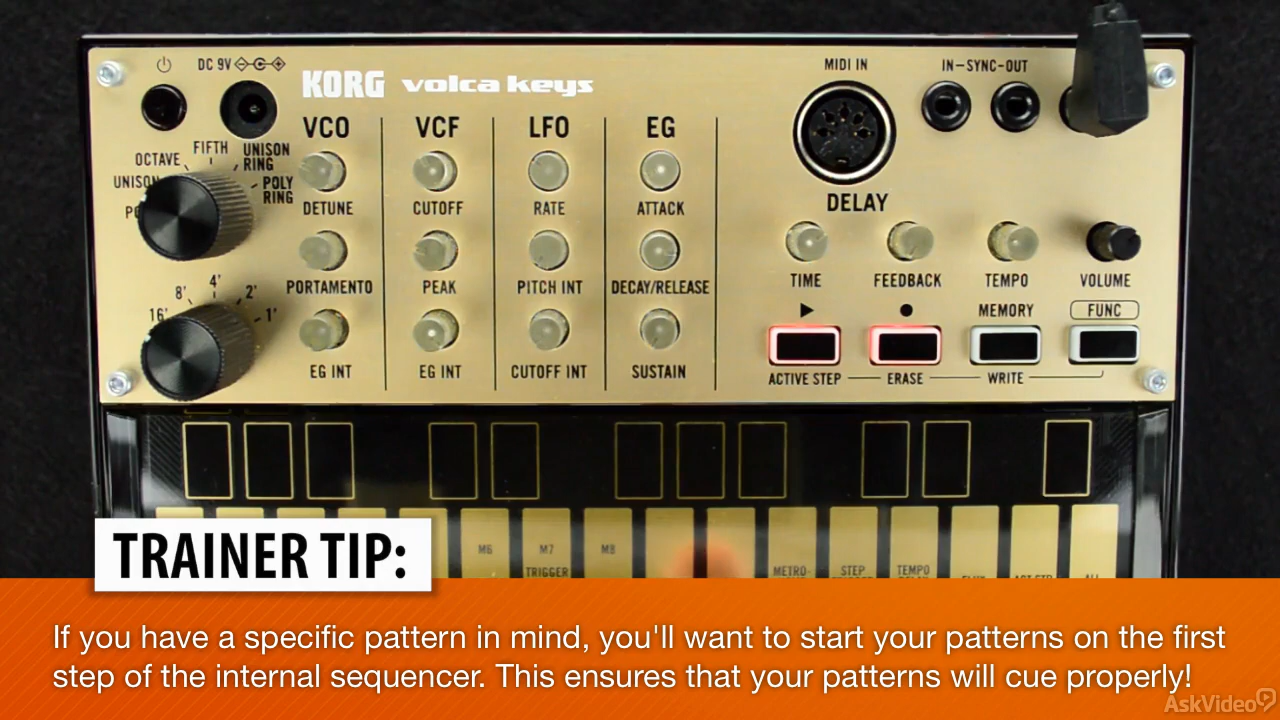 DC 9V
KORG volca keys
MIDI IN
IN-SYNC-OUT
VCO
VCF
LFO
EG
OCTAVE
FIFTH
UNISON
RING
UNISON
POLY
RING
DETUNE
CUTOFF
RATE
ATTACK
DELAY
PORTAMENTO
PEAK
PITCH INT
DECAY/RELEASE
TIME
FEEDBACK
TEMPO
VOLUME
16'
8'
4'
2'
1'
MEMORY
FUNC
EG INT
EG INT
CUTOFF INT
SUSTAIN
ACTIVE STEP
ERASE
WRITE
M6
M7
M8
TRIGGER
METRO-
STEP
TEMPO
TRAINER TIP:
If you have a specific pattern in mind, you'll want to start your patterns on the first
step of the internal sequencer. This ensures that your patterns will cue properly!
AskVideo